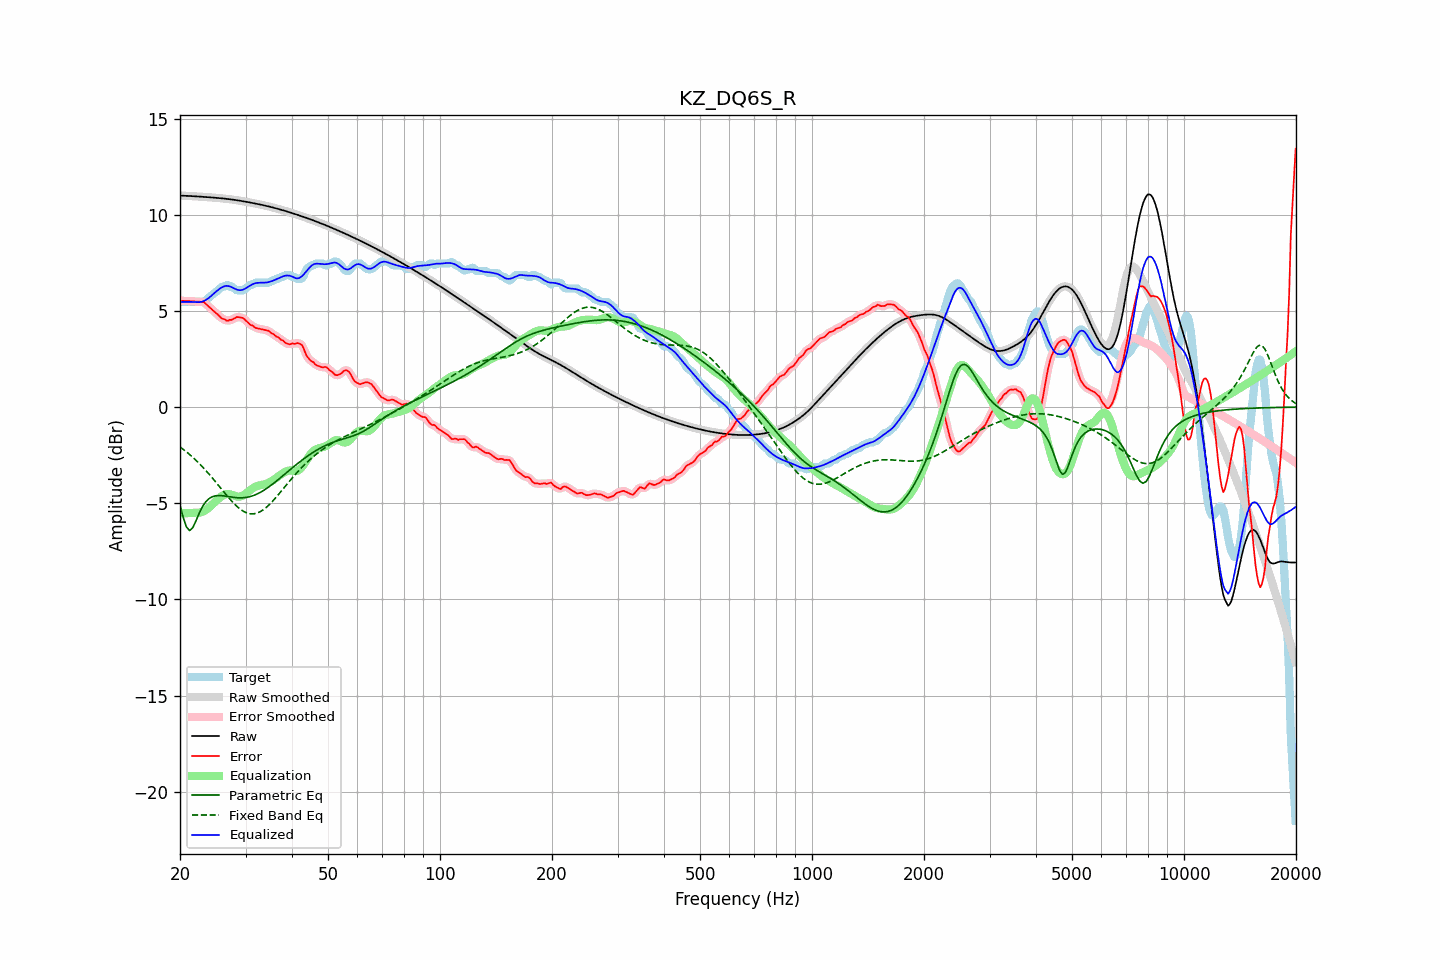 KZ_DQ6S_R
15
10
5
0
−5
−10
−15
−20
Amplitude (dBr)
Target
Raw Smoothed
Error Smoothed
Raw
Error
Equalization
Parametric Eq
Fixed Band Eq
Equalized
20 50 100 200 500 1000 2000 5000 10000 20000
Frequency (Hz)